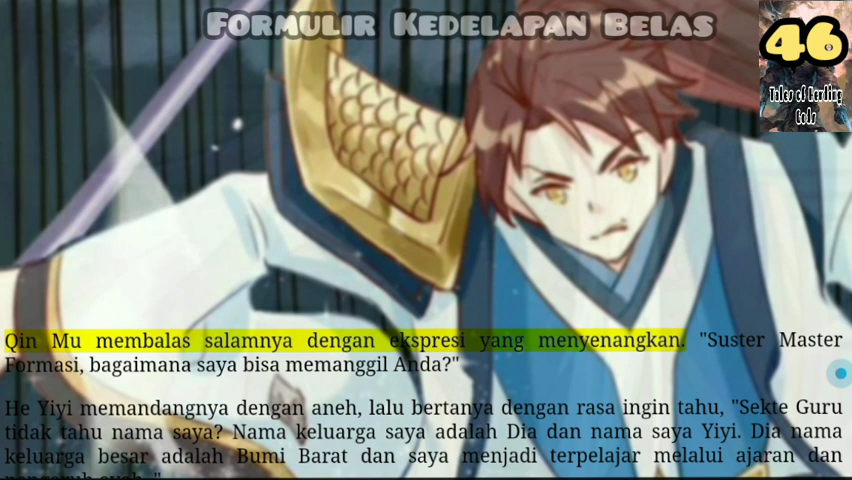 Formulir Kedelapan Belas
46
Tales of Herding
Gods
Qin Mu membalas salamnya dengan ekspresi yang menyenangkan. "Suster Master
Formasi, bagaimana saya bisa memanggil Anda?"
He Yiyi memandangnya dengan aneh, lalu bertanya dengan rasa ingin tahu, "Sekte Guru
tidak tahu nama saya? Nama keluarga saya adalah Dia dan nama saya Yiyi. Dia nama
keluarga besar adalah Bumi Barat dan saya menjadi terpelajar melalui ajaran dan